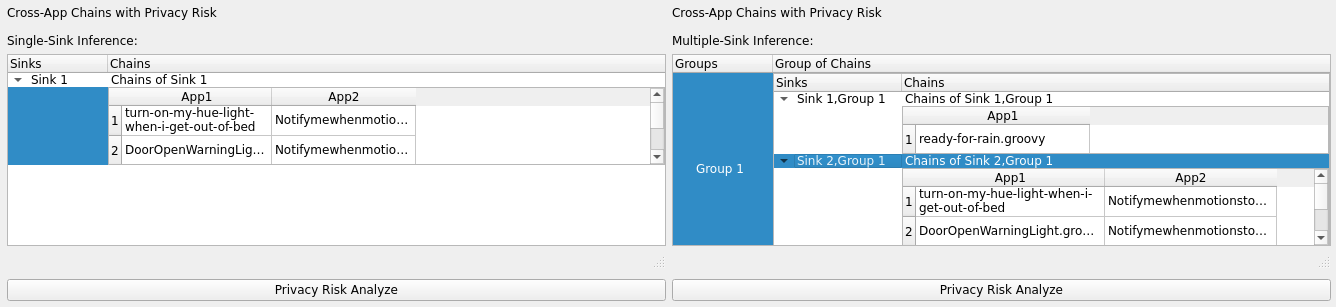 Cross-App Chains with Privacy Risk
Single-Sink Inference:
Sinks Chains
Sink 1 Chains of Sink 1
App1 App2
1 turn-on-my-hue-light-
when-i-get-out-of-bed Notifymewhenmotio...
2 DoorOpenWarningLig... Notifymewhenmotio...
Privacy Risk Analyze
Cross-App Chains with Privacy Risk
Multiple-Sink Inference:
Groups Group of Chains
Sinks Chains
Sink 1,Group 1 Chains of Sink 1,Group 1
App1
1 ready-for-rain.groovy
Group 1
Sink 2,Group 1 Chains of Sink 2,Group 1
App1 App2
1 turn-on-my-hue-light-when-i-
get-out-of-bed Notifymewhenmotionsto...
2 DoorOpenWarningLight.gro... Notifymewhenmotionsto...
Privacy Risk Analyze